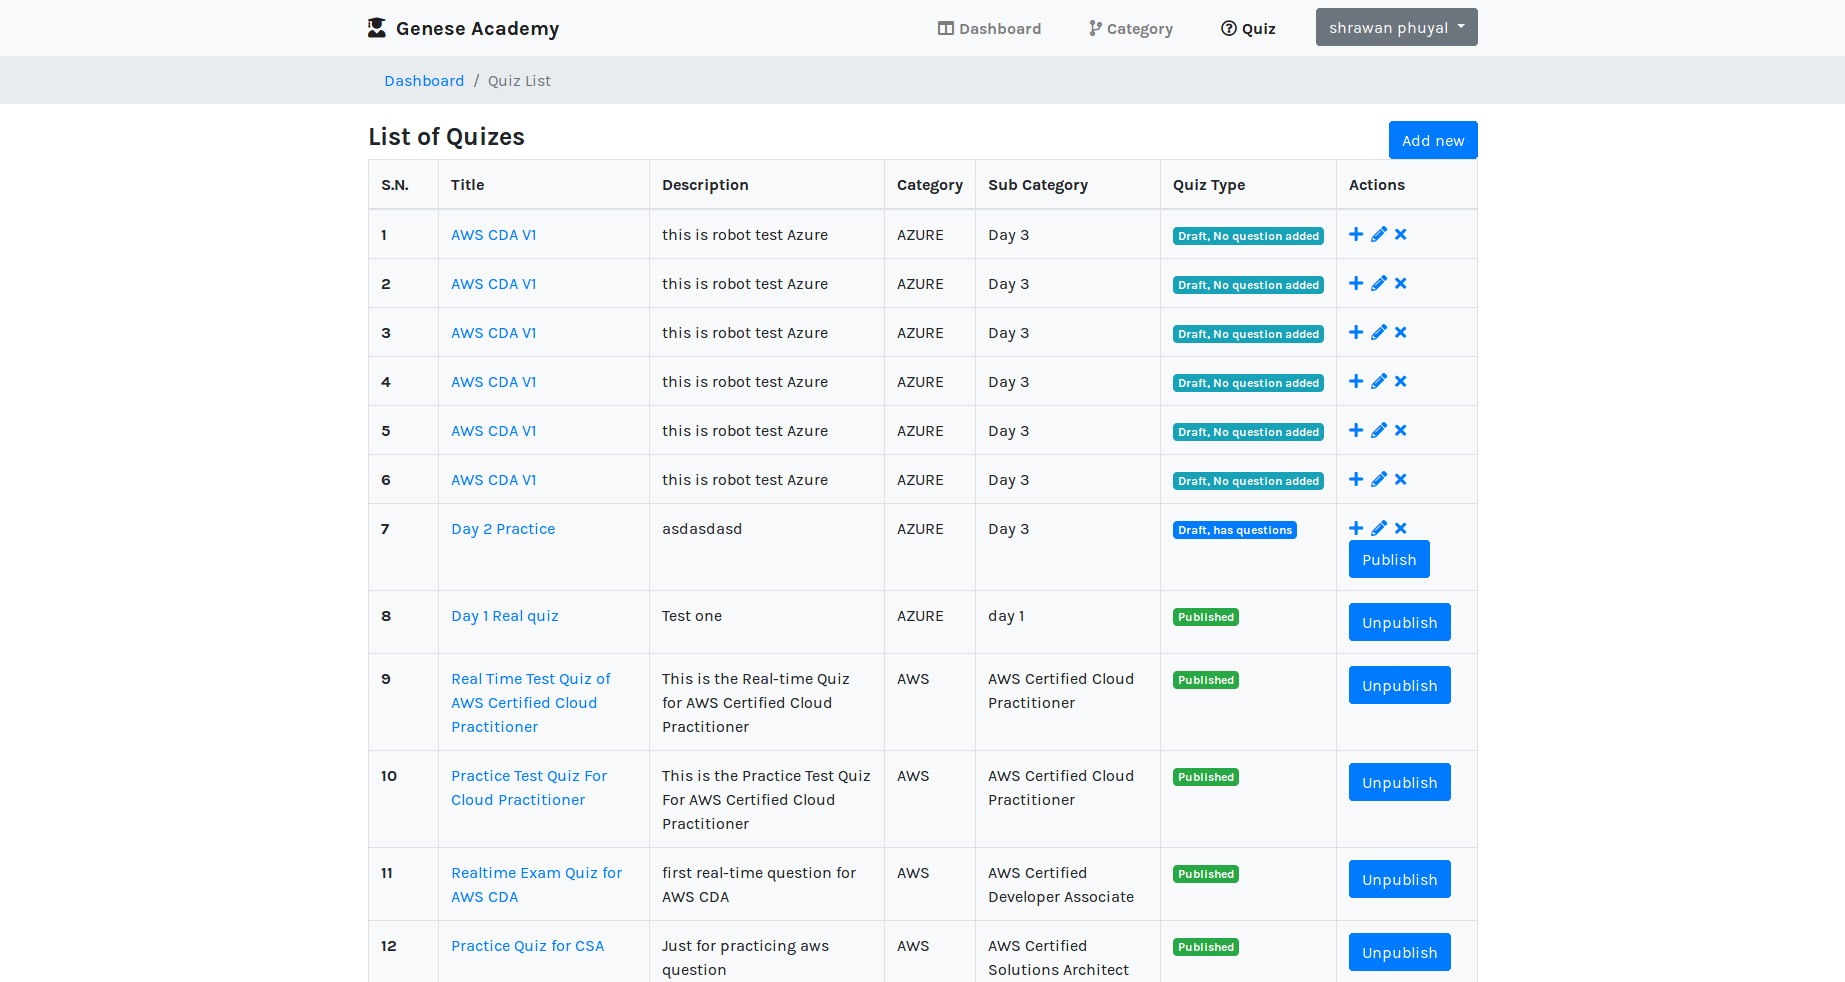 Genese Academy
Dashboard
Category
Quiz
shrawan phuyal
Dashboard / Quiz List
List of Quizes
Add new
S.N. Title Description Category Sub Category Quiz Type Actions
1 AWS CDA V1 this is robot test Azure AZURE Day 3 Draft, No question added
2 AWS CDA V1 this is robot test Azure AZURE Day 3 Draft, No question added
3 AWS CDA V1 this is robot test Azure AZURE Day 3 Draft, No question added
4 AWS CDA V1 this is robot test Azure AZURE Day 3 Draft, No question added
5 AWS CDA V1 this is robot test Azure AZURE Day 3 Draft, No question added
6 AWS CDA V1 this is robot test Azure AZURE Day 3 Draft, No question added
7 Day 2 Practice asdasdasd AZURE Day 3 Draft, has questions
Publish
8 Day 1 Real quiz Test one AZURE day 1 Published Unpublish
9 Real Time Test Quiz of This is the Real-time Quiz AWS AWS Certified Cloud Published Unpublish
AWS Certified Cloud for AWS Certified Cloud Practitioner
Practitioner Practitioner
10 Practice Test Quiz For This is the Practice Test Quiz AWS AWS Certified Cloud Published Unpublish
Cloud Practitioner For AWS Certified Cloud Practitioner
Practitioner
11 Realtime Exam Quiz for first real-time question for AWS AWS Certified Published Unpublish
AWS CDA AWS CDA Developer Associate
12 Practice Quiz for CSA Just for practicing aws AWS AWS Certified Published Unpublish
question Solutions Architect